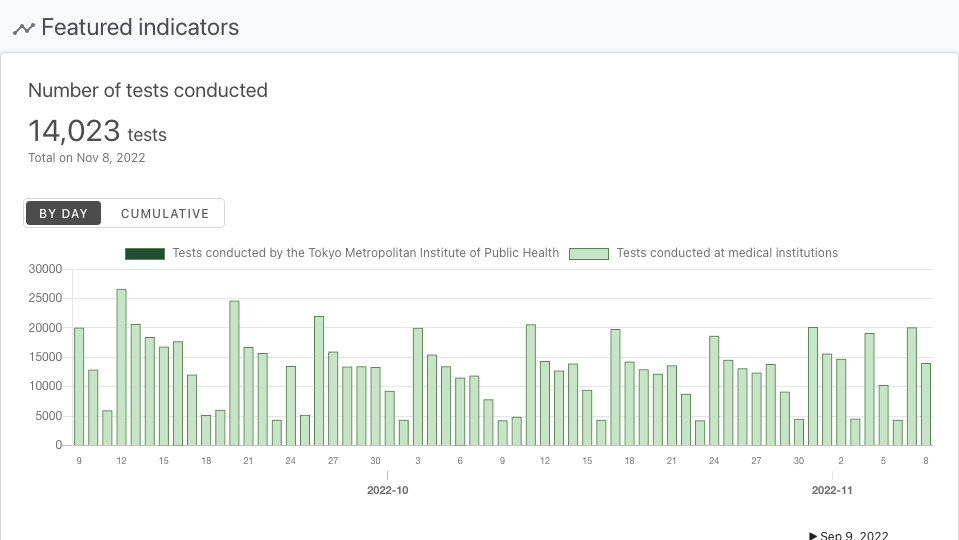 Featured indicators
Number of tests conducted
14,023 tests
Total on Nov 8, 2022
BY DAY CUMULATIVE
Tests conducted by the Tokyo Metropolitan Institute of Public Health Tests conducted at medical institutions
30000
25000
20000
15000
10000
5000
0
9 12 15 18 21 24 27 30 3 6 9 12 15 18 21 24 27 30 2 5 8
2022-10 2022-11
▶ Sep 9, 2022